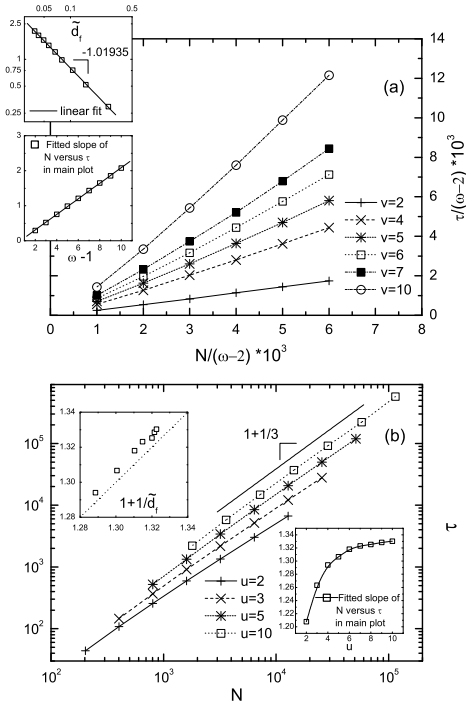 0.05 0.1 0.5
d̃f
2.5
1
0.75
0.5
0.25
-1.01935
linear fit
3
2
1
0
Fitted slope of
N versus τ
in main plot
2 4 6 8 10
ω -1
(a)
14
12
10
8
6
4
2
0
τ/(ω−2) *10³
v=2
v=4
v=5
v=6
v=7
v=10
0 1 2 3 4 5 6 7 8
N/(ω−2) *10³
(b)
1+1/3
1.34
1.32
1.30
1.28
1.28 1.30 1.32 1.34
1+1/d̃f
10⁵
10⁴
10³
10²
τ
u=2
u=3
u=5
u=10
1.34
1.32
1.30
1.28
1.26
1.24
1.22
1.20
Fitted slope of
N versus τ
in main plot
0 2 4 6 8 10
u
10² 10³ 10⁴ 10⁵
N